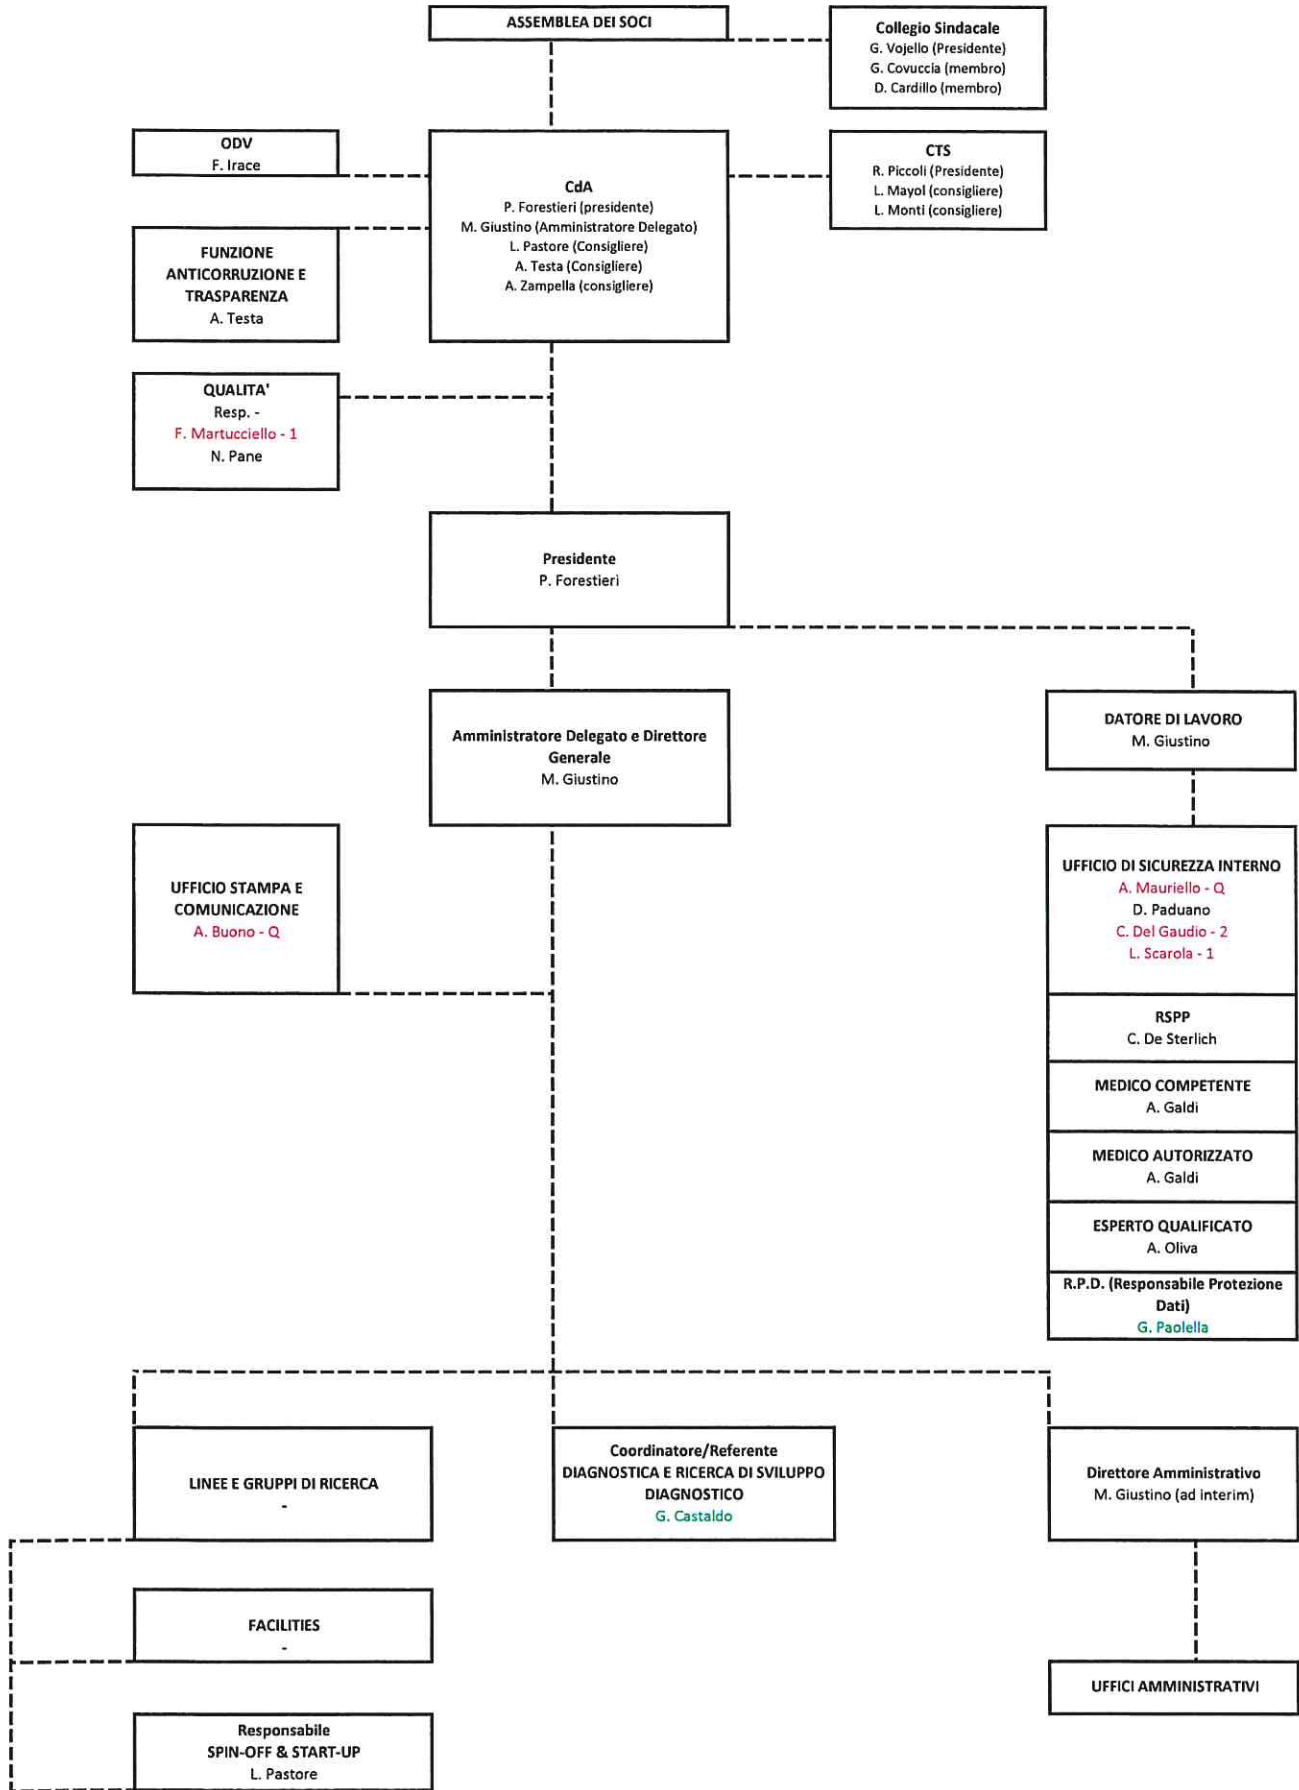 ASSEMBLEA DEI SOCI
Collegio Sindacale
G. Vojello (Presidente)
G. Covuccia (membro)
D. Cardillo (membro)
ODV
F. Irace
CdA
P. Forestieri (presidente)
M. Giustino (Amministratore Delegato)
L. Pastore (Consigliere)
A. Testa (Consigliere)
A. Zampella (consigliere)
CTS
R. Piccoli (Presidente)
L. Mayol (consigliere)
L. Monti (consigliere)
FUNZIONE
ANTICORRUZIONE E
TRASPARENZA
A. Testa
QUALITA'
Resp. -
F. Martucciello - 1
N. Pane
Presidente
P. Forestieri
Amministratore Delegato e Direttore
Generale
M. Giustino
DATORE DI LAVORO
M. Giustino
UFFICIO STAMPA E
COMUNICAZIONE
A. Buono - Q
UFFICIO DI SICUREZZA INTERNO
A. Mauriello - Q
D. Paduano
C. Del Gaudio - 2
L. Scarola - 1
RSPP
C. De Sterlich
MEDICO COMPETENTE
A. Galdi
MEDICO AUTORIZZATO
A. Galdi
ESPERTO QUALIFICATO
A. Oliva
R.P.D. (Responsabile Protezione
Dati)
G. Paolella
LINEE E GRUPPI DI RICERCA
-
Coordinatore/Referente
DIAGNOSTICA E RICERCA DI SVILUPPO
DIAGNOSTICO
G. Castaldo
Direttore Amministrativo
M. Giustino (ad interim)
FACILITIES
-
UFFICI AMMINISTRATIVI
Responsabile
SPIN-OFF & START-UP
L. Pastore